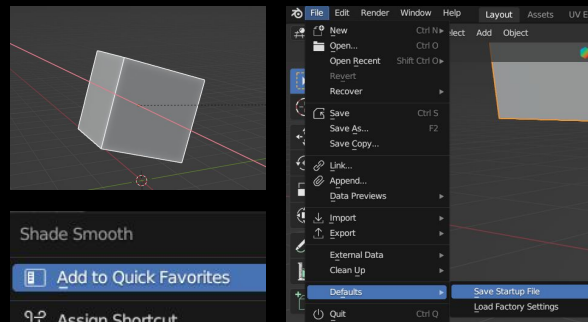 File Edit Render Window Help Layout Assets UV E
New Ctrl N
Open... Ctrl O
Open Recent Shift Ctrl O
Revert
Recover
Save Ctrl S
Save As... F2
Save Copy...
Link...
Append...
Data Previews
Import
Export
External Data
Clean Up
Defaults
Quit Ctrl Q
Save Startup File
Load Factory Settings
lect Add Object
Shade Smooth
Add to Quick Favorites
Assign Shortcut